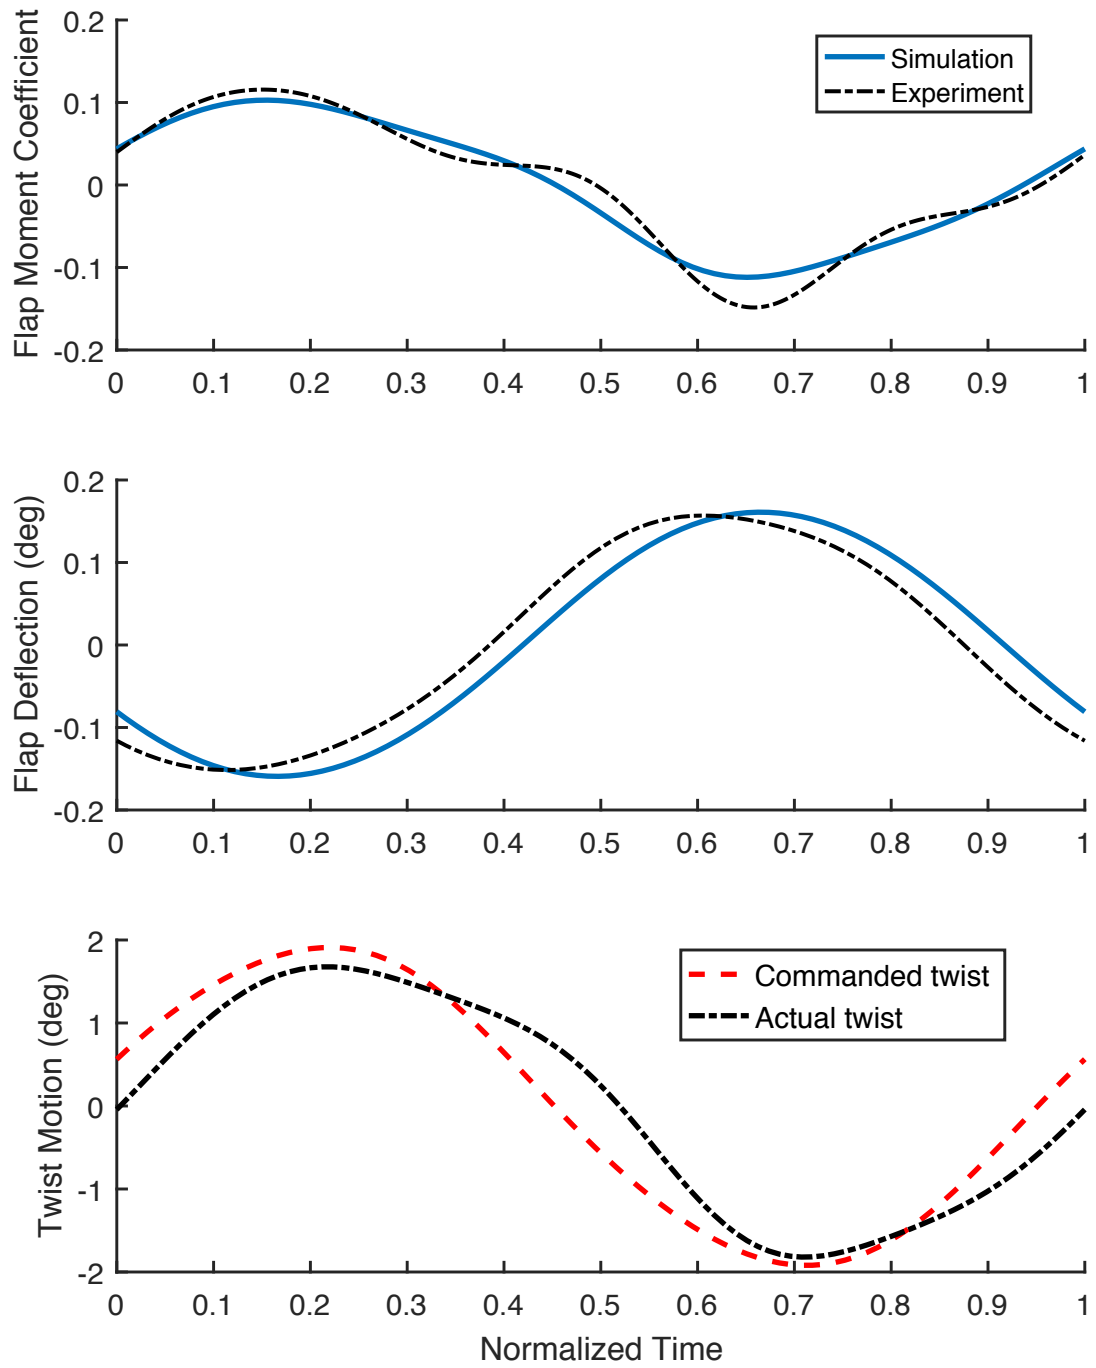 Flap Moment Coefficient
0.2
0.1
0
-0.1
-0.2
Simulation
Experiment
0 0.1 0.2 0.3 0.4 0.5 0.6 0.7 0.8 0.9 1
Flap Deflection (deg)
0.2
0.1
0
-0.1
-0.2
0 0.1 0.2 0.3 0.4 0.5 0.6 0.7 0.8 0.9 1
Twist Motion (deg)
2
1
0
-1
-2
Commanded twist
Actual twist
0 0.1 0.2 0.3 0.4 0.5 0.6 0.7 0.8 0.9 1
Normalized Time